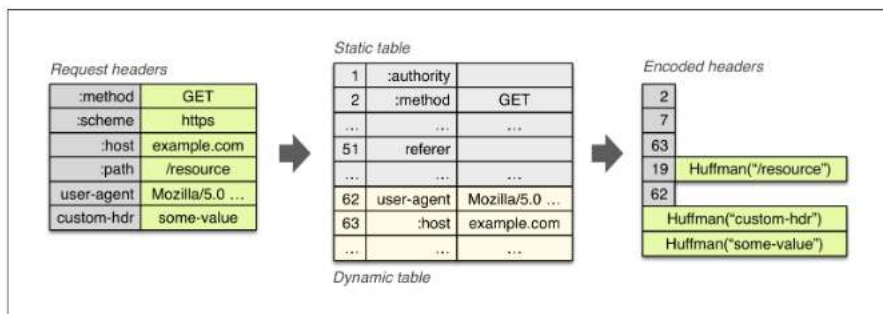 Request headers
:method GET
:scheme https
:host example.com
:path /resource
user-agent Mozilla/5.0 ...
custom-hdr some-value
Static table
1 :authority
2 :method GET
... ... ...
51 referer
... ... ...
62 user-agent Mozilla/5.0 ...
63 :host example.com
... ... ...
Dynamic table
Encoded headers
2
7
63
19 Huffman("/resource")
62
Huffman("custom-hdr")
Huffman("some-value")